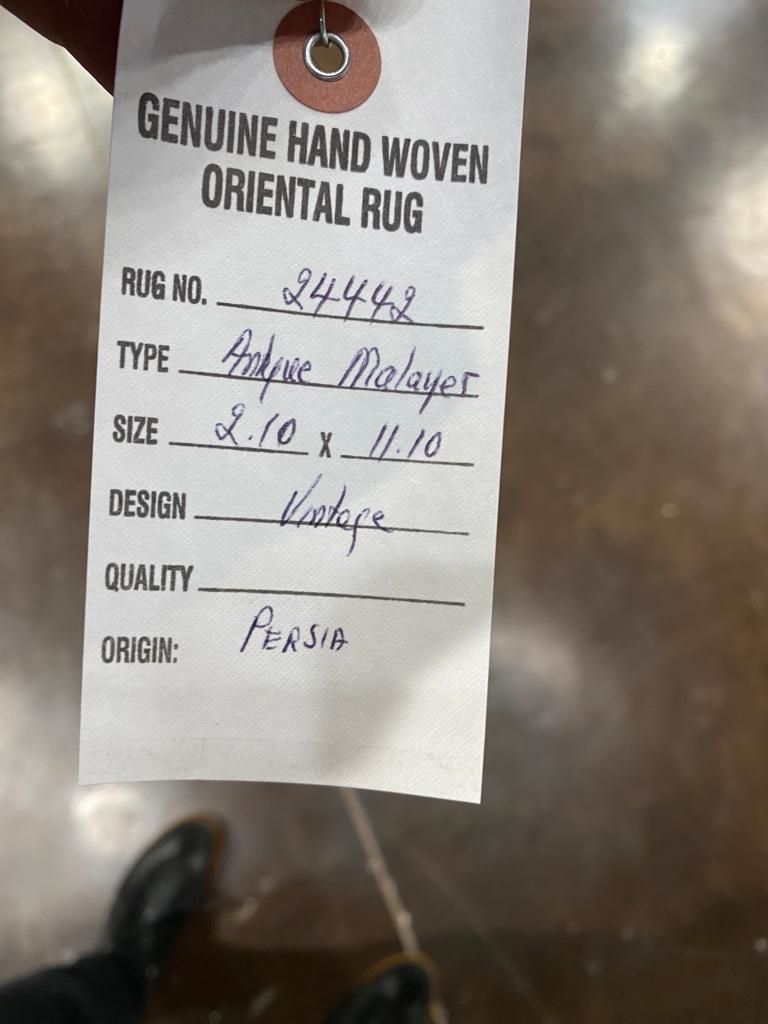 GENUINE HAND WOVEN
ORIENTAL RUG
RUG NO. 24442
TYPE Antique Malayer
SIZE 2.10 X 11.10
DESIGN Vintage
QUALITY
ORIGIN: PERSIA